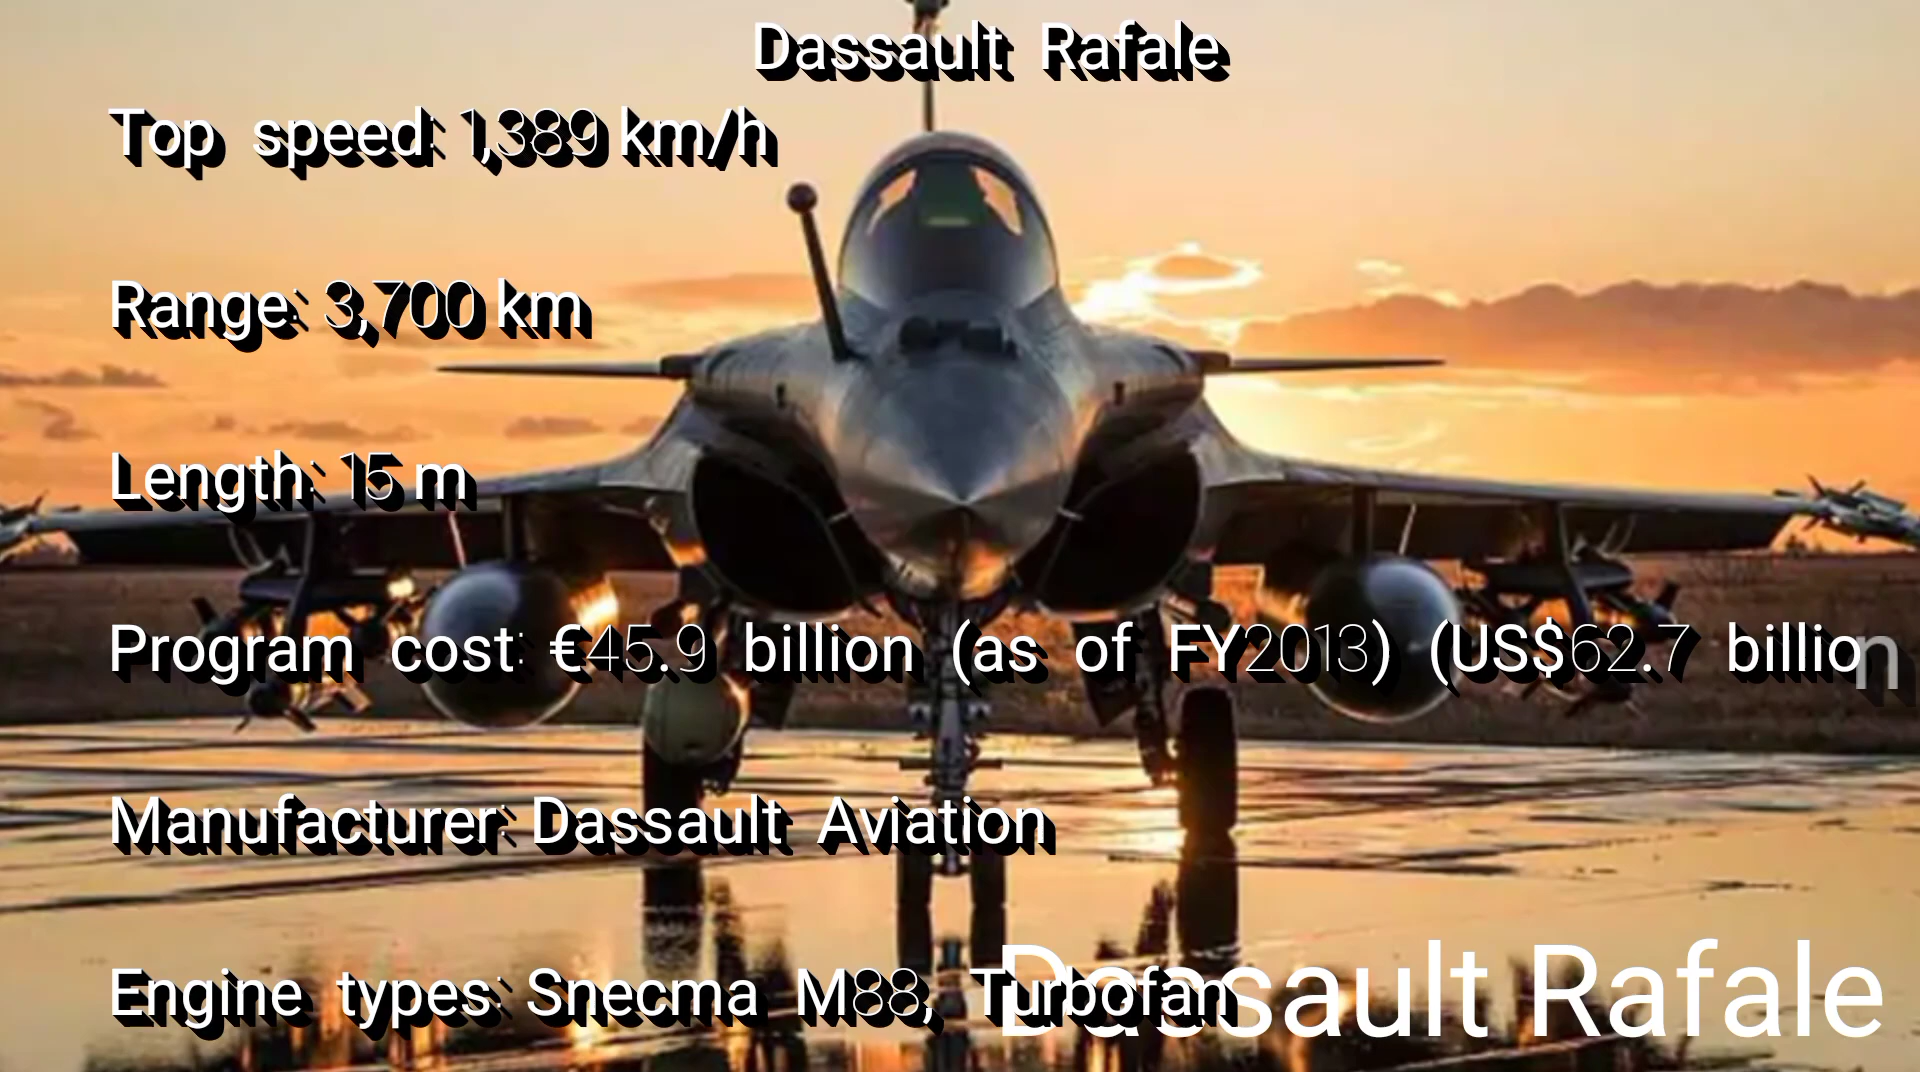 Dassault Rafale
Top speed: 1,389 km/h
Range: 3,700 km
Length: 15 m
Program cost: €45.9 billion (as of FY2013) (US$62.7 billion
Manufacturer: Dassault Aviation
Engine types: Snecma M88, Turbofan
Dassault Rafale